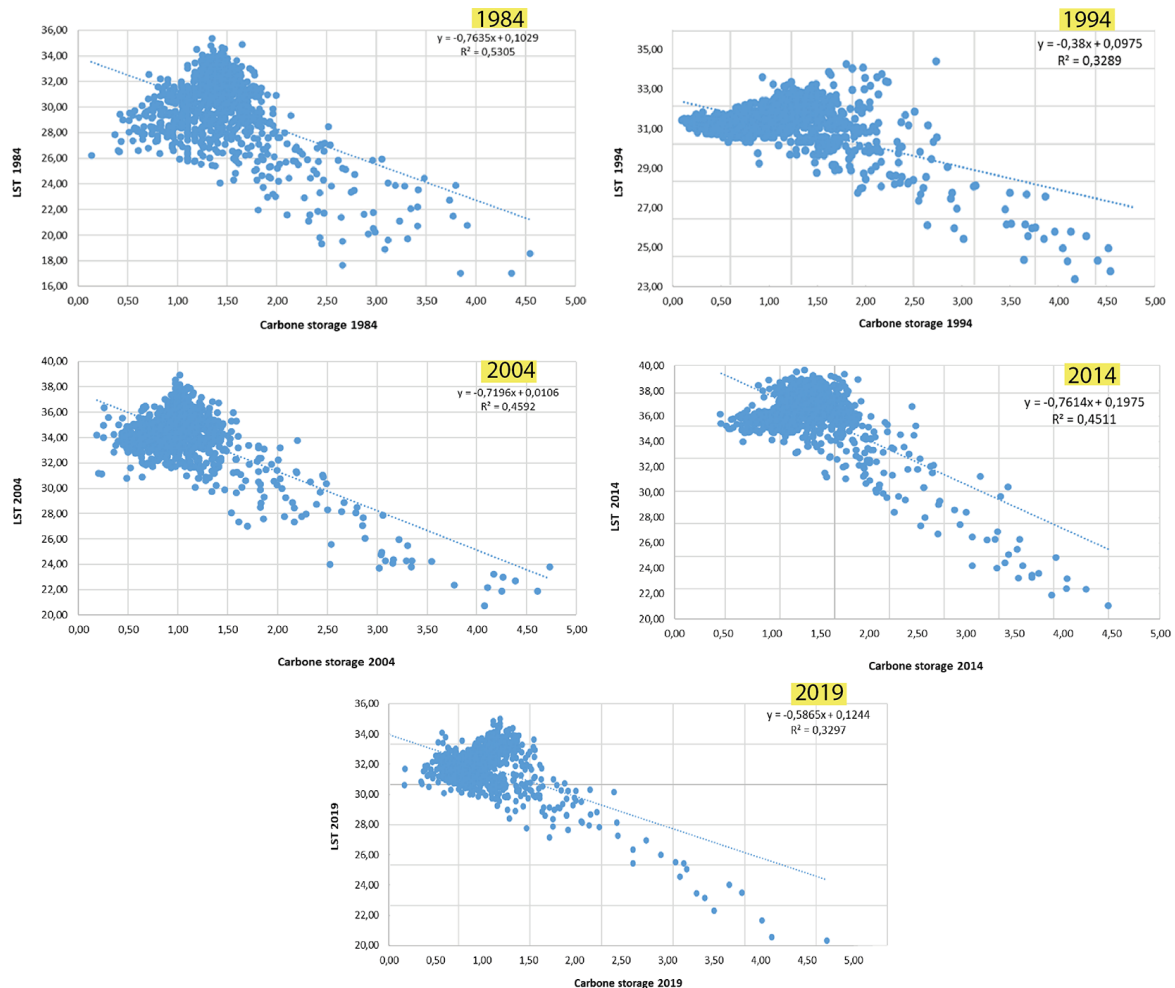 1984
y = -0,7635x + 0,1029
R² = 0,5305
36,00
34,00
32,00
30,00
28,00
26,00
24,00
22,00
20,00
18,00
16,00
LST 1984
0,00 0,50 1,00 1,50 2,00 2,50 3,00 3,50 4,00 4,50 5,00
Carbone storage 1984
1994
y = -0,38x + 0,0975
R² = 0,3289
35,00
33,00
31,00
29,00
27,00
25,00
23,00
LST 1994
0,00 0,50 1,00 1,50 2,00 2,50 3,00 3,50 4,00 4,50 5,00
Carbone storage 1994
2004
y = -0,7196x + 0,0106
R² = 0,4592
40,00
38,00
36,00
34,00
32,00
30,00
28,00
26,00
24,00
22,00
20,00
LST 2004
0,00 0,50 1,00 1,50 2,00 2,50 3,00 3,50 4,00 4,50 5,00
Carbone storage 2004
2014
y = -0,7614x + 0,1975
R² = 0,4511
40,00
38,00
36,00
34,00
32,00
30,00
28,00
26,00
24,00
22,00
20,00
LST 2014
0,00 0,50 1,00 1,50 2,00 2,50 3,00 3,50 4,00 4,50 5,00
Carbone storage 2014
2019
y = -0,5865x + 0,1244
R² = 0,3297
36,00
34,00
32,00
30,00
28,00
26,00
24,00
22,00
20,00
LST 2019
0,00 0,50 1,00 1,50 2,00 2,50 3,00 3,50 4,00 5,00
Carbone storage 2019